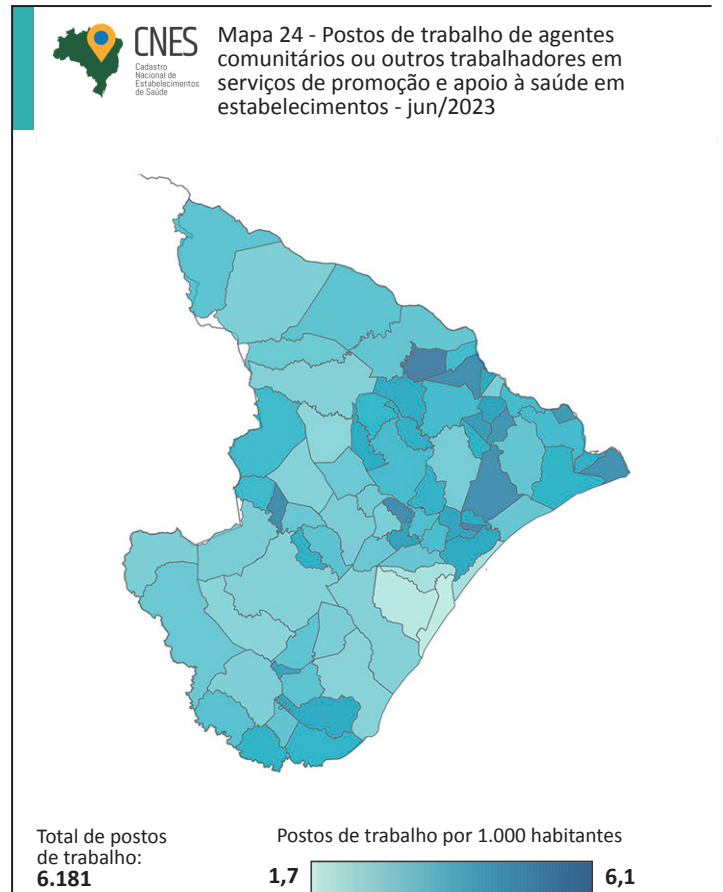 CNES
Cadastro
Nacional de
Estabelecimentos
de Saúde
Mapa 24 - Postos de trabalho de agentes
comunitários ou outros trabalhadores em
serviços de promoção e apoio à saúde em
estabelecimentos - jun/2023
Total de postos
de trabalho:
6.181
Postos de trabalho por 1.000 habitantes
1,7
6,1